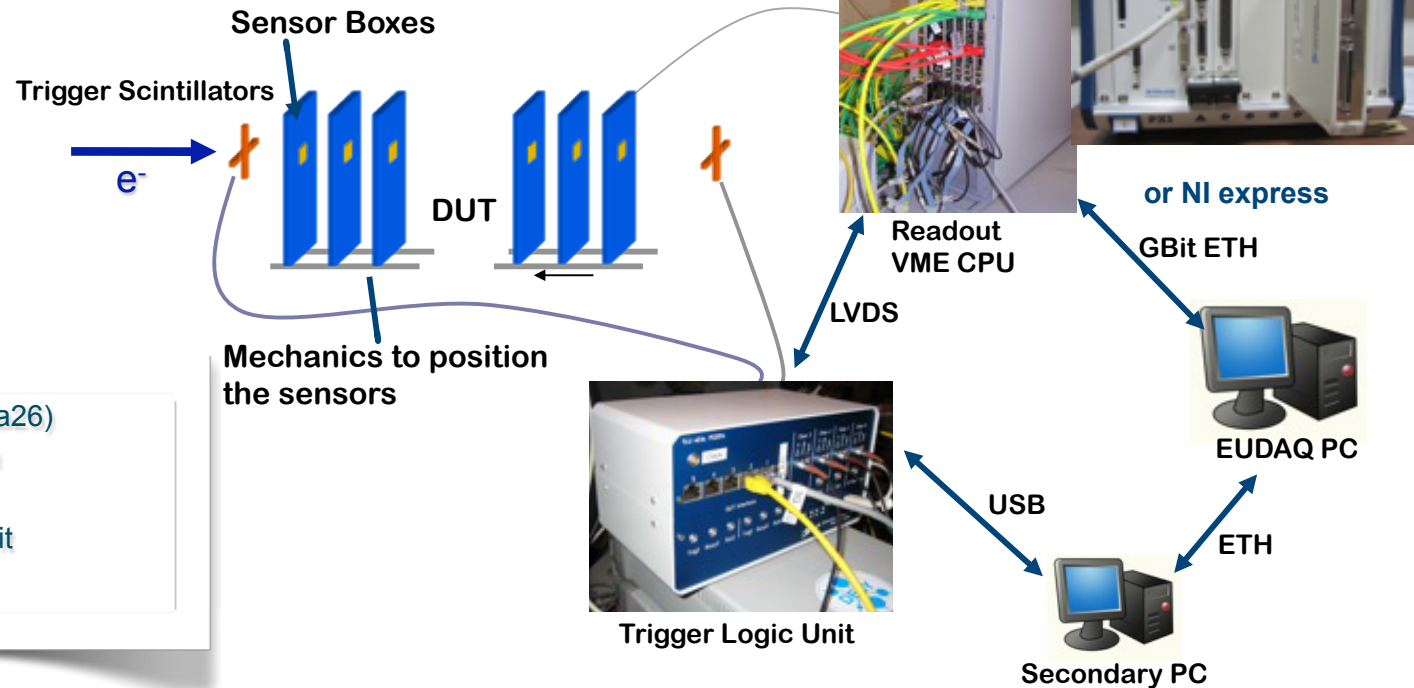 Sensor Boxes
Trigger Scintillators
e-
DUT
or NI express
Readout
VME CPU
GBit ETH
LVDS
Mechanics to position
the sensors
a26)
EUDAQ PC
it
USB
ETH
Trigger Logic Unit
Secondary PC